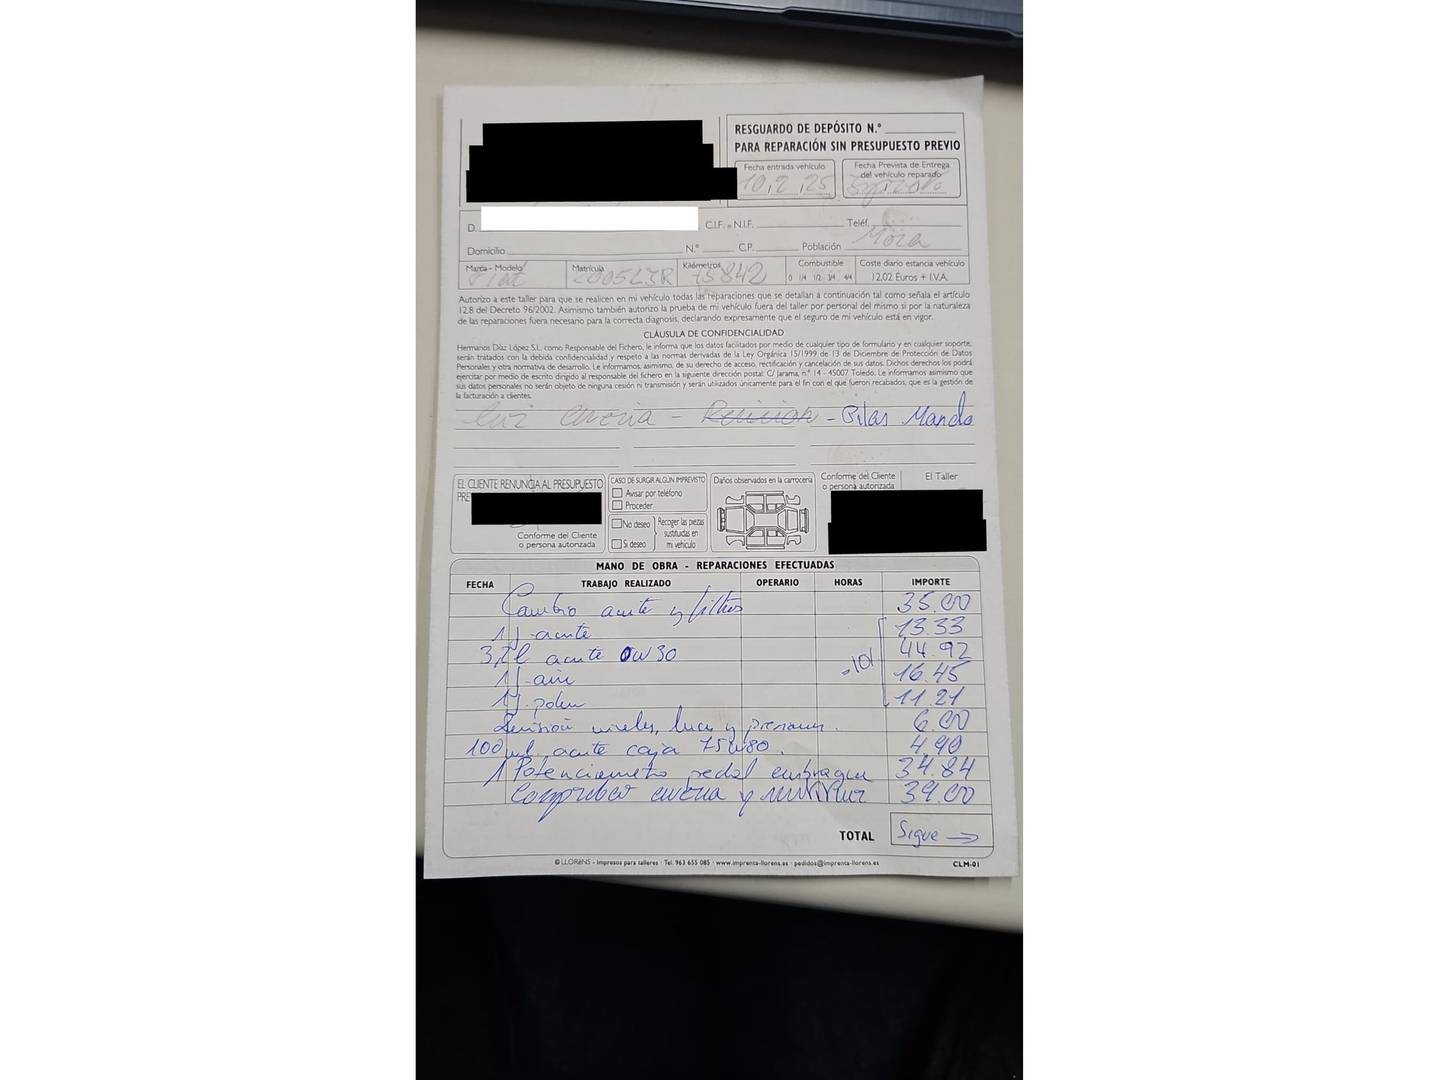 RESGUARDO DE DEPÓSITO N.º
PARA REPARACIÓN SIN PRESUPUESTO PREVIO
Fecha entrada vehículo
10, 2, 25
Fecha Prevista de Entrega
del vehículo reparado
D.
C.I.F. o N.I.F.
Teléf.
Domicilio
N.º
C.P.
Población Mora
Marca - Modelo
Fiat
Matrícula
Kilómetros
75842
Combustible
0 1/4 1/2 3/4 4/4
Coste diario estancia vehículo
12,02 Euros + I.V.A.
Autorizo a este taller para que se realicen en mi vehículo todas las reparaciones que se detallan a continuación tal como señala el artículo
12.8 del Decreto 96/2002. Asimismo también autorizo la prueba de mi vehículo fuera del taller por personal del mismo si por la naturaleza
de las reparaciones fuera necesario para la correcta diagnosis, declarando expresamente que el seguro de mi vehículo está en vigor.
CLÁUSULA DE CONFIDENCIALIDAD
Hermanos Díaz López S.L. como Responsable del Fichero, le informa que los datos facilitados por medio de cualquier tipo de formulario y en cualquier soporte,
serán tratados con la debida confidencialidad y respeto a las normas derivadas de la Ley Orgánica 15/1999 de 13 de Diciembre de Protección de Datos
Personales y otra normativa de desarrollo. Le informamos, asimismo, de su derecho de acceso, rectificación y cancelación de sus datos. Dichos derechos los podrá
ejercitar por medio de escrito dirigido al responsable del fichero en la siguiente dirección postal: C/ Jarama, n.º 14 - 45007 Toledo. Le informamos asimismo que
sus datos personales no serán objeto de ninguna cesión ni transmisión y serán utilizados únicamente para el fin con el que fueron recabados, que es la gestión de
la facturación a clientes.
luz averia - Revision - Pilas Mando
EL CLIENTE RENUNCIA AL PRESUPUESTO
PRE
Conforme del Cliente
o persona autorizada
CASO DE SURGIR ALGÚN IMPREVISTO
Avisar por teléfono
Proceder
No deseo
Si deseo
Recoger las piezas
sustituidas en
mi vehículo
Daños observados en la carrocería
Conforme del Cliente
o persona autorizada
El Taller
MANO DE OBRA - REPARACIONES EFECTUADAS
FECHA TRABAJO REALIZADO OPERARIO HORAS IMPORTE
Cambio aceite y filtros 35.00
1 f. aceite 13.33
3,2l aceite 0W30 44.92
-10%
1 f. aire 16.45
1 f. polen 11.21
Revisión niveles, luces y presiones. 6.00
100 ml. aceite caja 75W80. 4.90
1 Potenciometro pedal embrague 34.84
Comprobar averia y 39.00
TOTAL Sigue →
© LLORÉNS - Impresos para talleres · Tel. 963 655 085 · www.imprenta-llorens.es · pedidos@imprenta-llorens.es
CLM-01